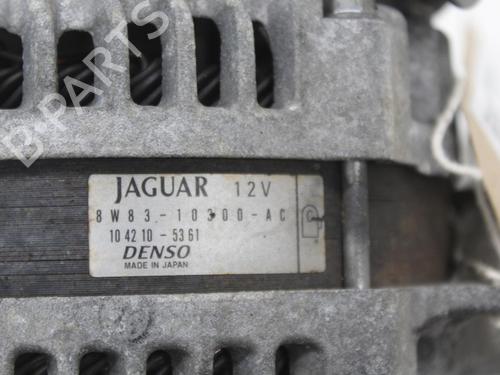 B-PARTS
JAGUAR 12V
8W83-10300-AC
104210-5361
DENSO
MADE IN JAPAN